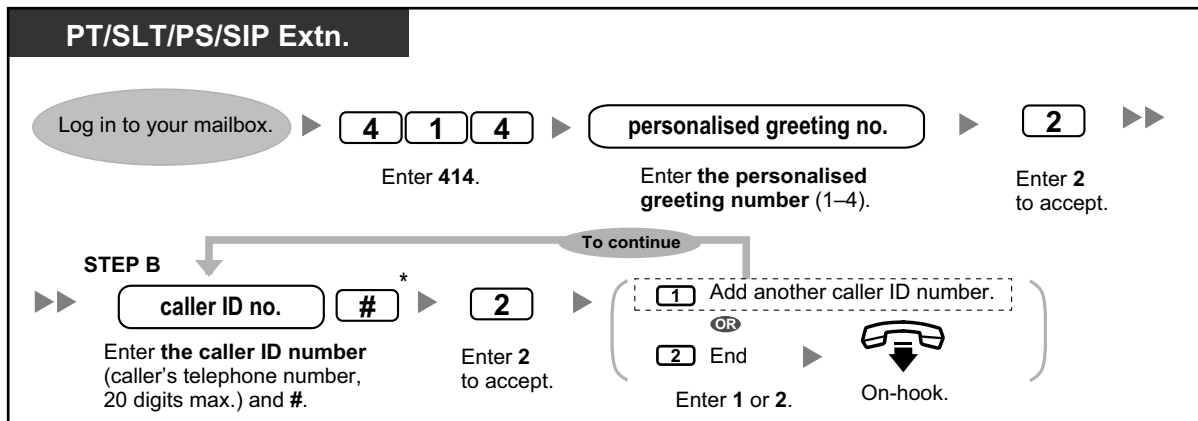 PT/SLT/PS/SIP Extn.
Log in to your mailbox.
4 1 4
personalised greeting no.
2
Enter 414.
Enter the personalised
greeting number (1–4).
Enter 2
to accept.
To continue
STEP B
caller ID no.
# *
2
1 Add another caller ID number.
OR
2 End
Enter the caller ID number
(caller's telephone number,
20 digits max.) and #.
Enter 2
to accept.
Enter 1 or 2.
On-hook.